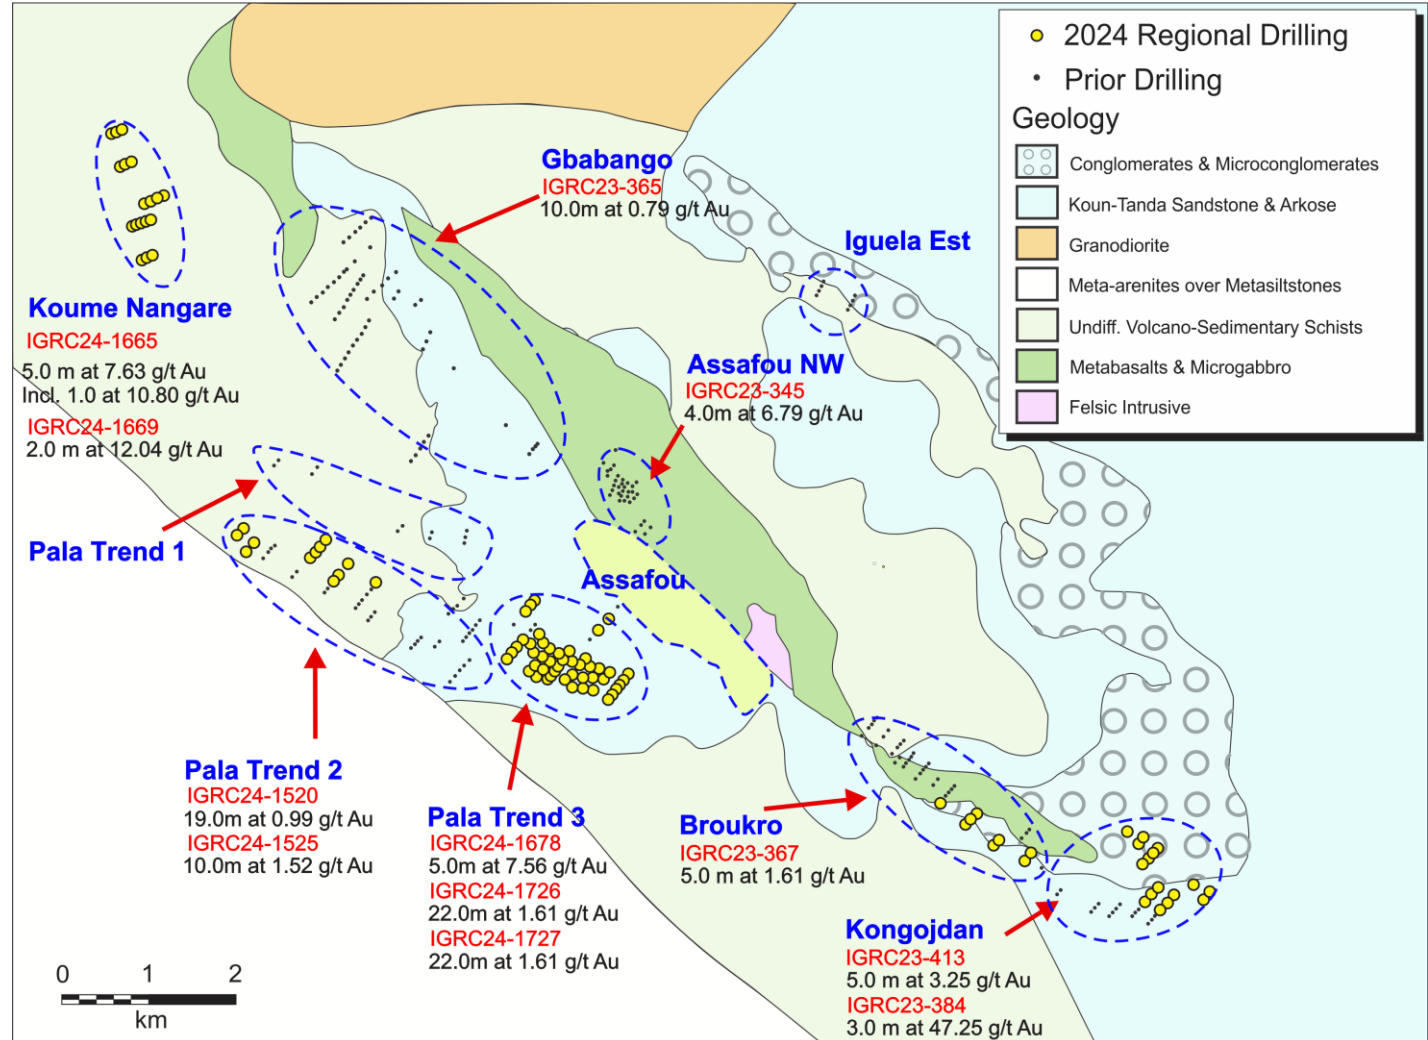 2024 Regional Drilling
Prior Drilling
Geology
Conglomerates & Microconglomerates
Koun-Tanda Sandstone & Arkose
Granodiorite
Meta-arenites over Metasiltstones
Undiff. Volcano-Sedimentary Schists
Metabasalts & Microgabbro
Felsic Intrusive
Gbabango
IGRC23-365
10.0m at 0.79 g/t Au
Iguela Est
Koume Nangare
IGRC24-1665
5.0 m at 7.63 g/t Au
Incl. 1.0 at 10.80 g/t Au
IGRC24-1669
2.0 m at 12.04 g/t Au
Assafou NW
IGRC23-345
4.0m at 6.79 g/t Au
Pala Trend 1
Assafou
Pala Trend 2
IGRC24-1520
19.0m at 0.99 g/t Au
IGRC24-1525
10.0m at 1.52 g/t Au
Pala Trend 3
IGRC24-1678
5.0m at 7.56 g/t Au
IGRC24-1726
22.0m at 1.61 g/t Au
IGRC24-1727
22.0m at 1.61 g/t Au
Broukro
IGRC23-367
5.0 m at 1.61 g/t Au
Kongojdan
IGRC23-413
5.0 m at 3.25 g/t Au
IGRC23-384
3.0 m at 47.25 g/t Au
0 1 2
km